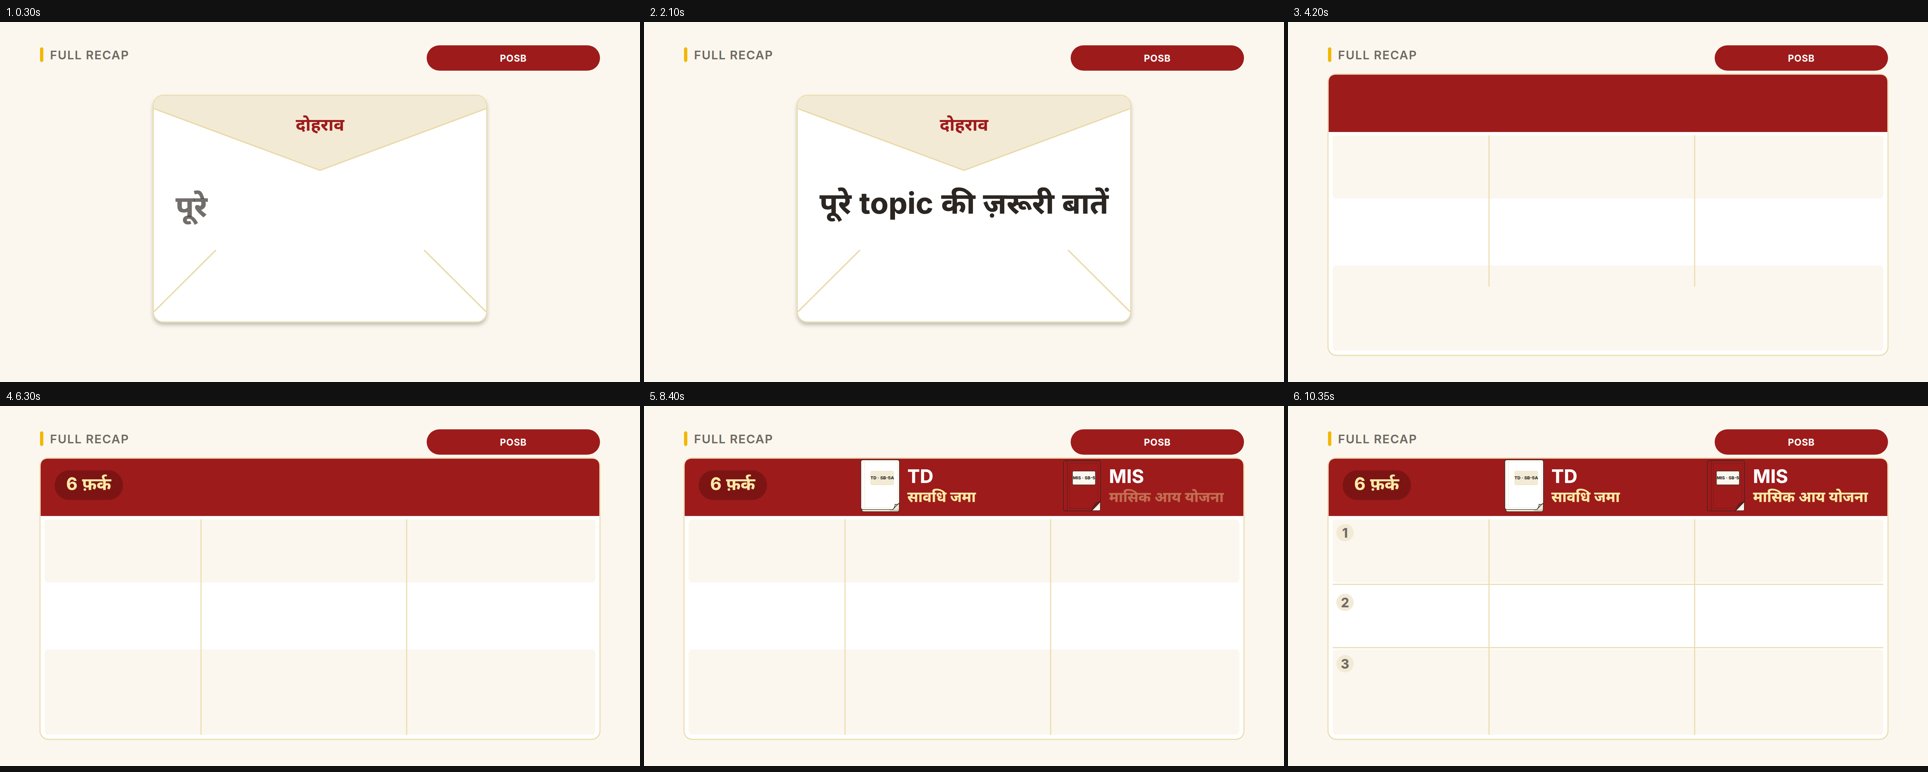 1. 0.30s
FULL RECAP
POSB
दोहराव
पूरे
2. 2.10s
FULL RECAP
POSB
दोहराव
पूरे topic की ज़रूरी बातें
3. 4.20s
FULL RECAP
POSB
4. 6.30s
FULL RECAP
POSB
6 फ़र्क
5. 8.40s
FULL RECAP
POSB
6 फ़र्क
TD
सावधि जमा
MIS
मासिक आय योजना
6. 10.35s
FULL RECAP
POSB
6 फ़र्क
TD
सावधि जमा
MIS
मासिक आय योजना
1
2
3